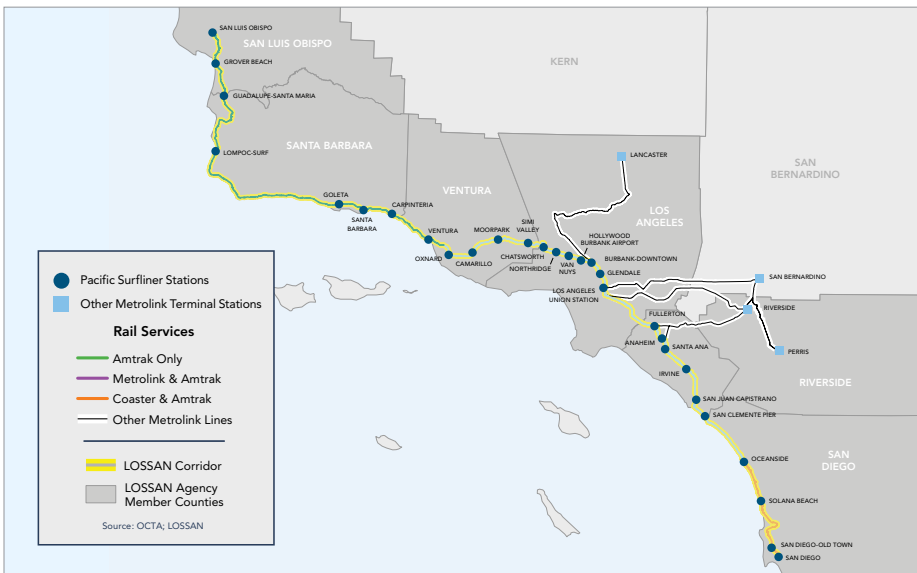 SAN LUIS OBISPO
SAN LUIS OBISPO
GROVER BEACH
KERN
GUADALUPE-SANTA MARIA
SANTA BARBARA
LOMPOC-SURF
LANCASTER
SAN
BERNARDINO
VENTURA
LOS
ANGELES
GOLETA
SANTA
BARBARA
CARPINTERIA
VENTURA
OXNARD
CAMARILLO
MOORPARK
SIMI
VALLEY
CHATSWORTH
NORTHRIDGE
VAN
NUYS
HOLLYWOOD
BURBANK AIRPORT
BURBANK-DOWNTOWN
GLENDALE
LOS ANGELES
UNION STATION
SAN BERNARDINO
RIVERSIDE
FULLERTON
ANAHEIM
SANTA ANA
PERRIS
IRVINE
RIVERSIDE
SAN JUAN CAPISTRANO
SAN CLEMENTE PIER
OCEANSIDE
SAN
DIEGO
SOLANA BEACH
SAN DIEGO-OLD TOWN
SAN DIEGO
Pacific Surfliner Stations
Other Metrolink Terminal Stations
Rail Services
Amtrak Only
Metrolink & Amtrak
Coaster & Amtrak
Other Metrolink Lines
LOSSAN Corridor
LOSSAN Agency
Member Counties
Source: OCTA; LOSSAN